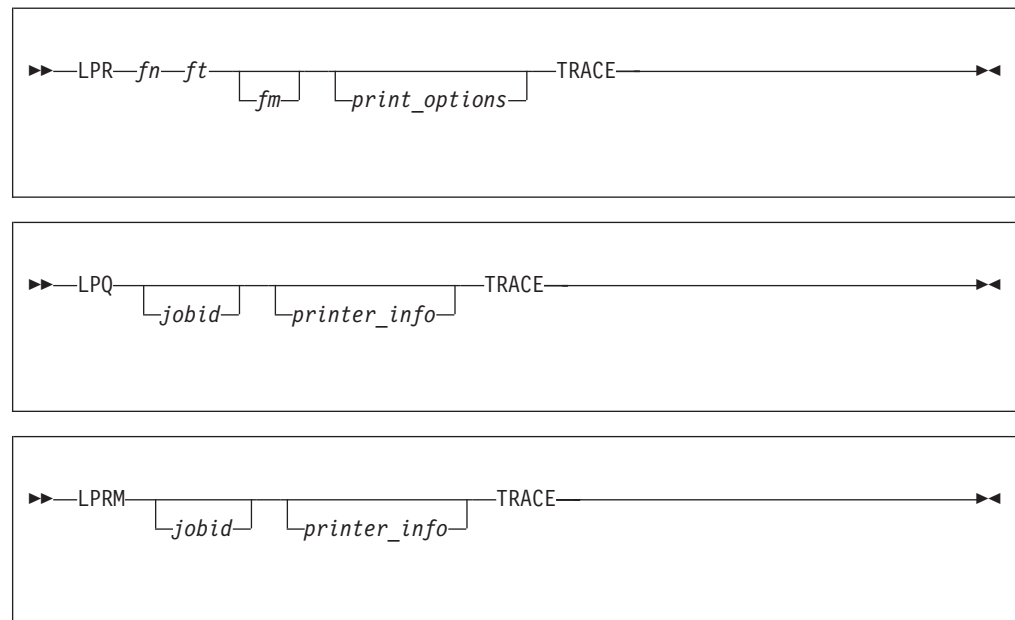 LPR fn ft TRACE
fm print_options
LPQ TRACE
jobid printer_info
LPRM TRACE
jobid printer_info